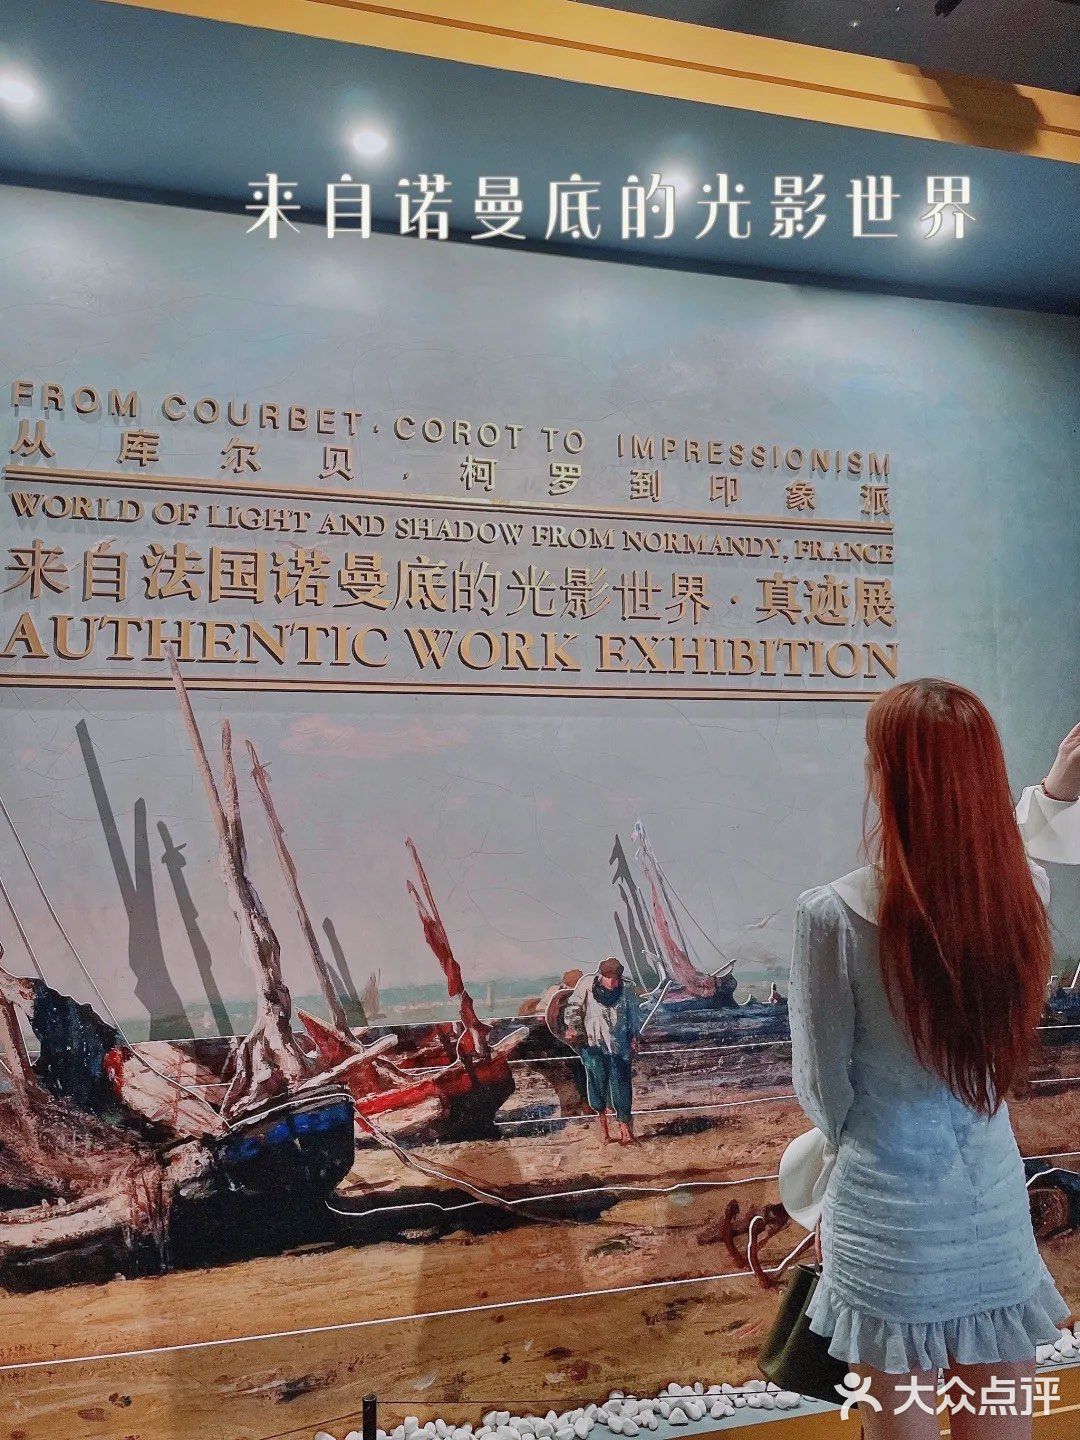 来自诺曼底的光影世界
FROM COURBET·COROT TO IMPRESSIONISM
从库尔贝·柯罗到印象派
WORLD OF LIGHT AND SHADOW FROM NORMANDY, FRANCE
来自法国诺曼底的光影世界·真迹展
AUTHENTIC WORK EXHIBITION
大众点评